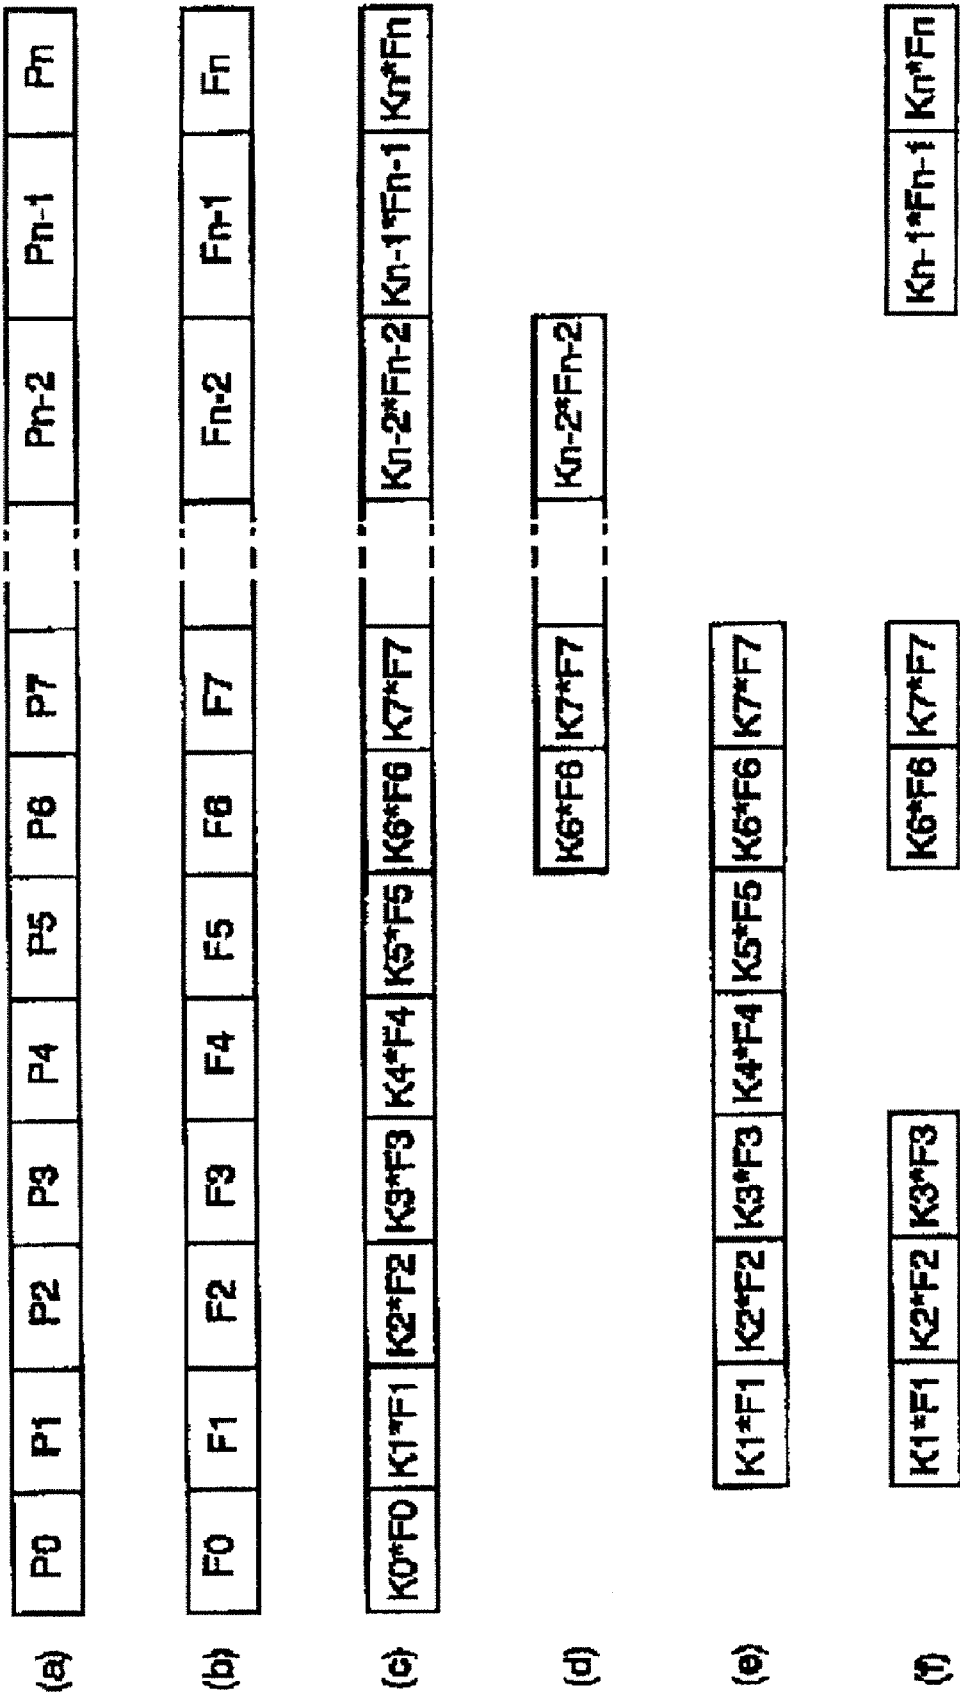 (a) P0 P1 P2 P3 P4 P5 P6 P7 Pn-2 Pn-1 Pn
(b) F0 F1 F2 F3 F4 F5 F6 F7 Fn-2 Fn-1 Fn
(c) K0*F0 K1*F1 K2*F2 K3*F3 K4*F4 K5*F5 K6*F6 K7*F7 Kn-2*Fn-2 Kn-1*Fn-1 Kn*Fn
(d) K6*F6 K7*F7 Kn-2*Fn-2
(e) K1*F1 K2*F2 K3*F3 K4*F4 K5*F5 K6*F6 K7*F7
(f) K1*F1 K2*F2 K3*F3 K6*F6 K7*F7 Kn-1*Fn-1 Kn*Fn